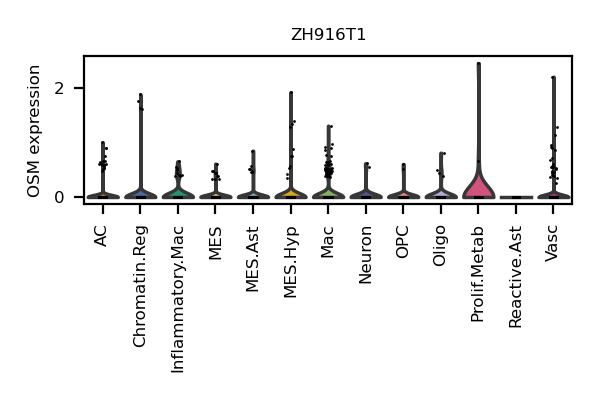 ZH916T1
OSM expression
2
0
AC
Chromatin.Reg
Inflammatory.Mac
MES
MES.Ast
MES.Hyp
Mac
Neuron
OPC
Oligo
Prolif.Metab
Reactive.Ast
Vasc